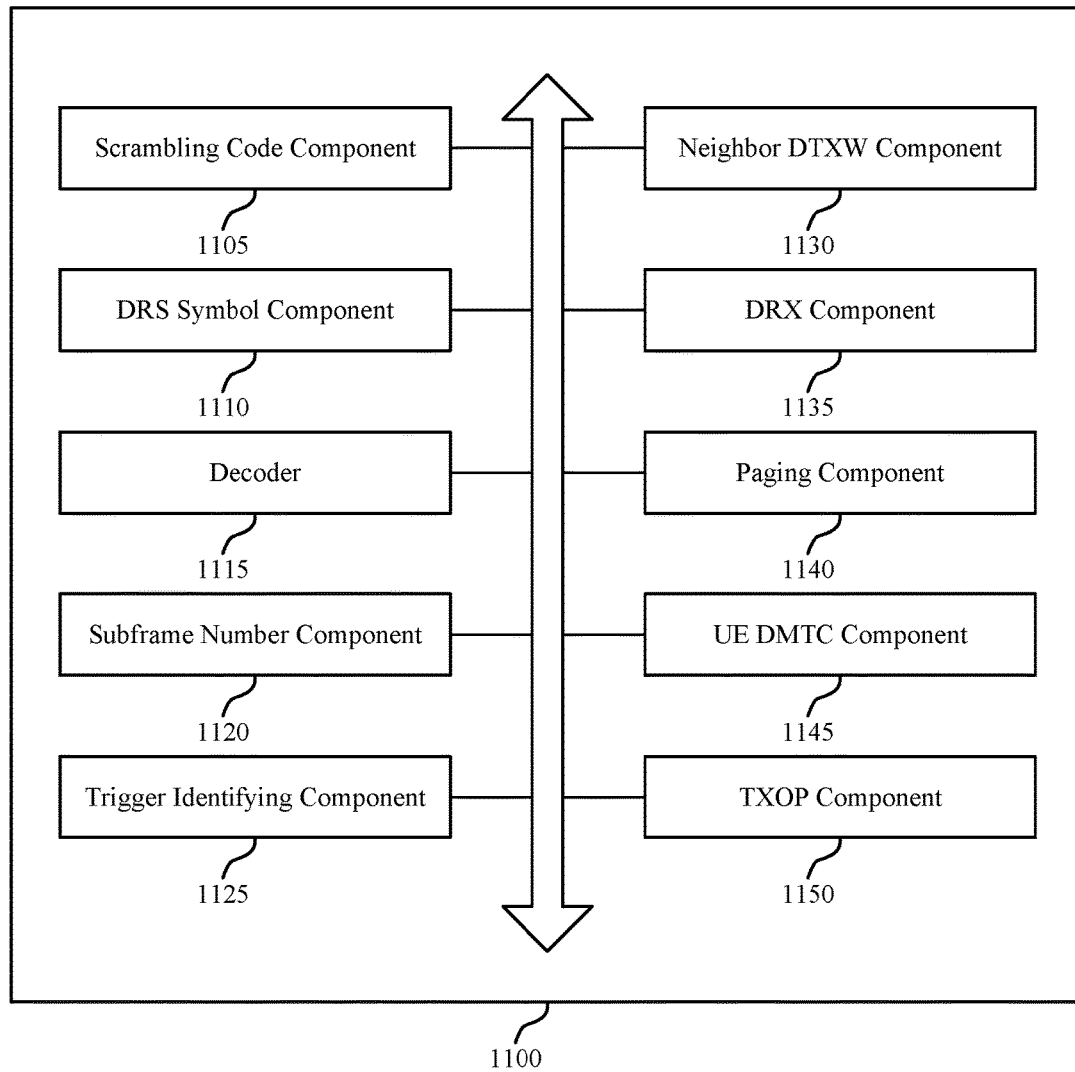 Scrambling Code Component
1105
DRS Symbol Component
1110
Decoder
1115
Subframe Number Component
1120
Trigger Identifying Component
1125
Neighbor DTXW Component
1130
DRX Component
1135
Paging Component
1140
UE DMTC Component
1145
TXOP Component
1150
1100